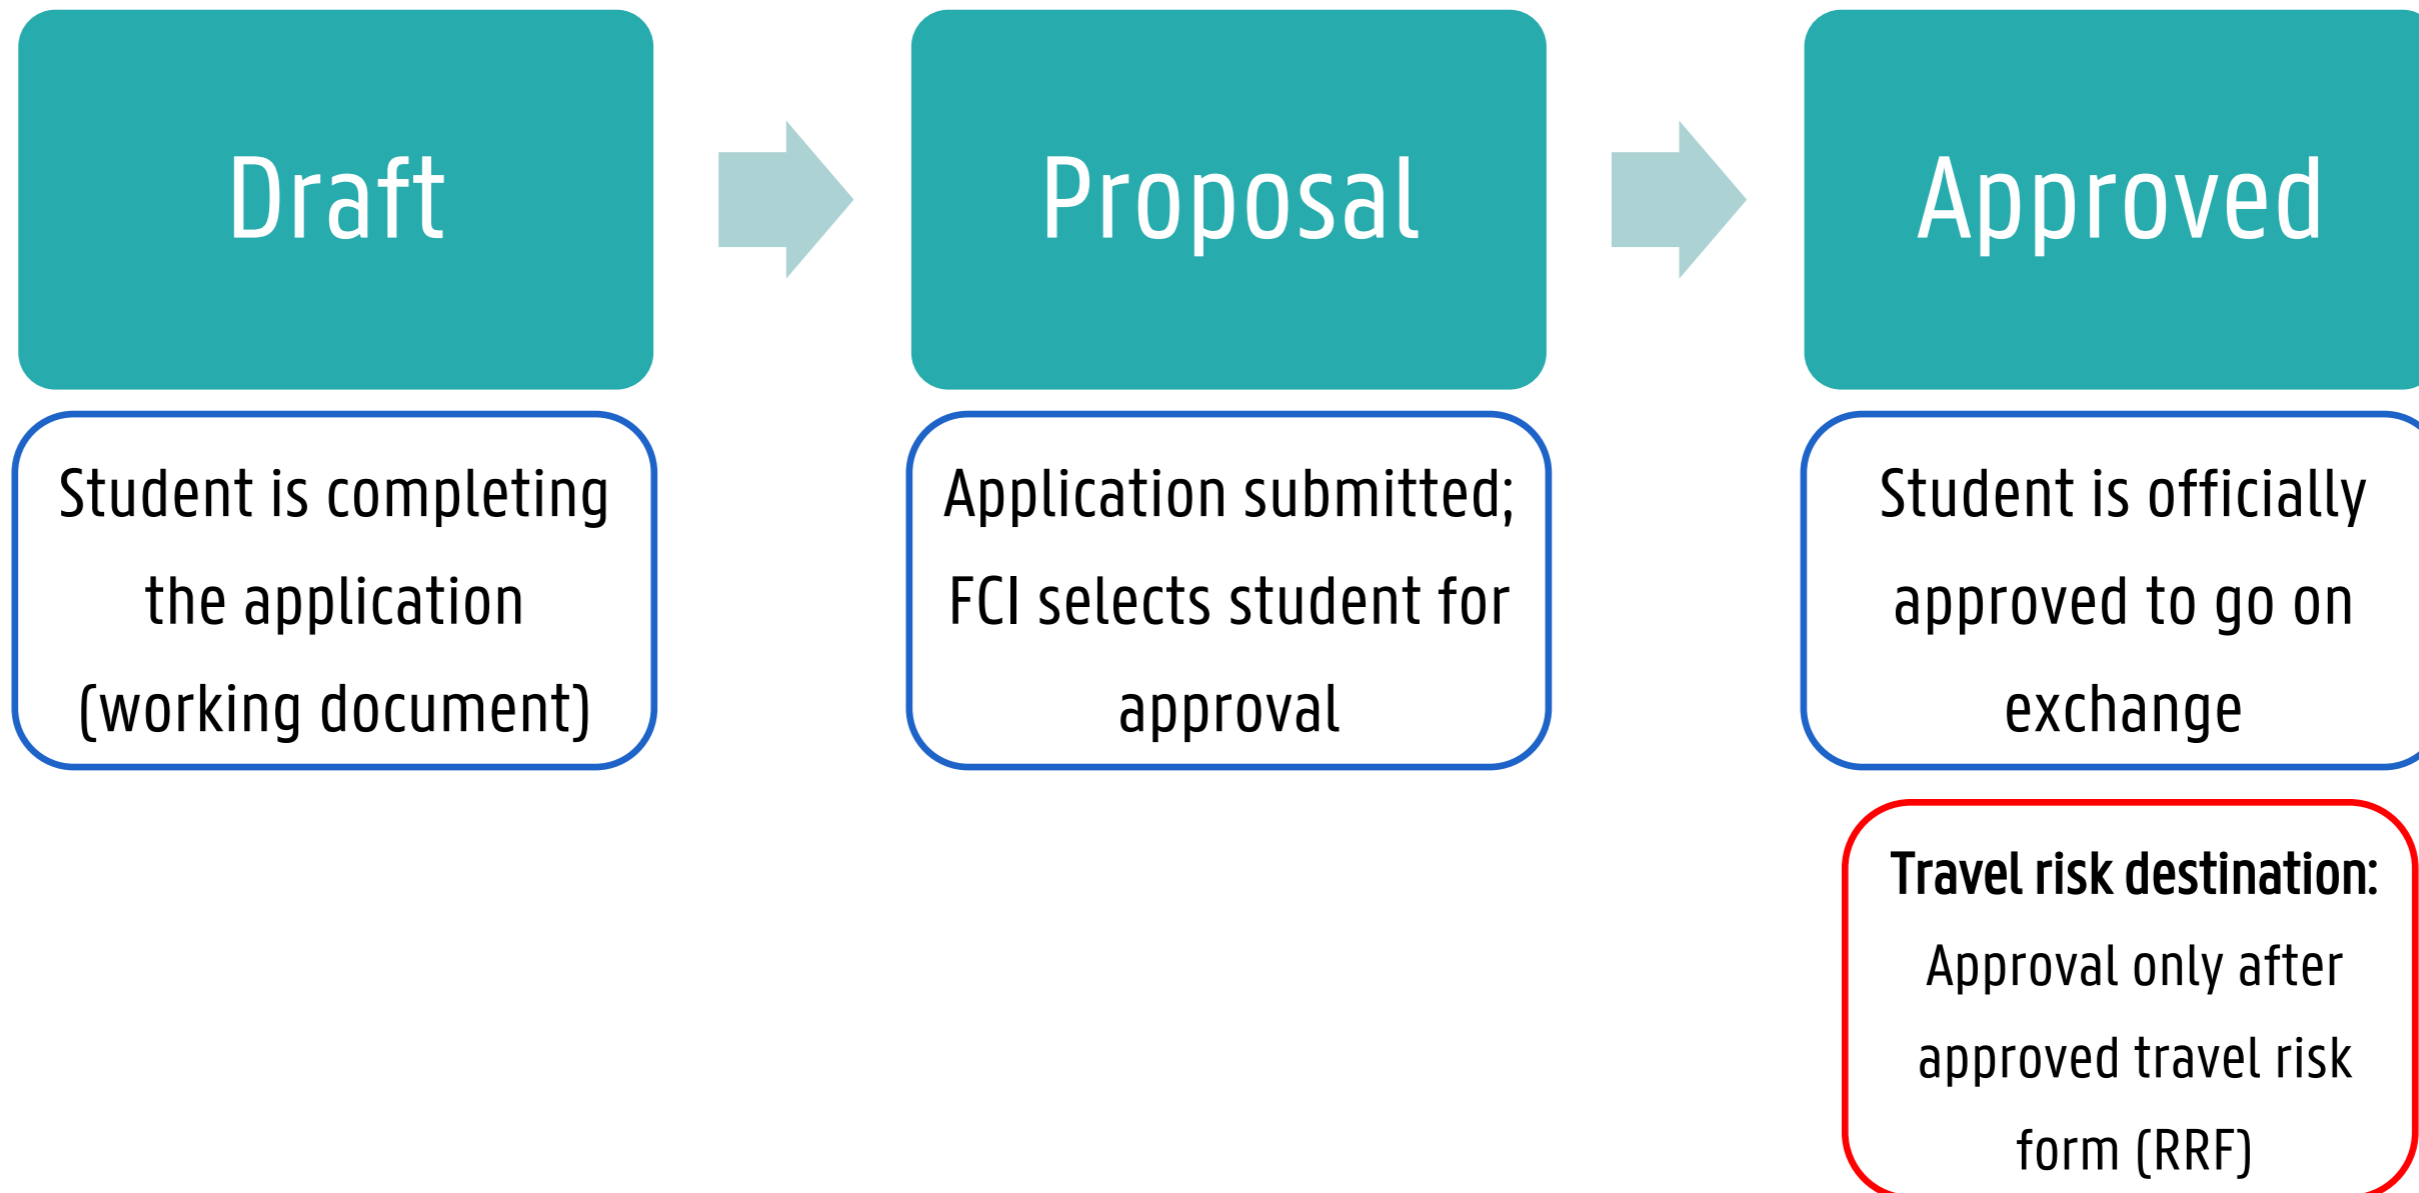 Draft
Proposal
Approved
Student is completing
the application
(working document)
Application submitted;
FCI selects student for
approval
Student is officially
approved to go on
exchange
Travel risk destination:
Approval only after
approved travel risk
form (RRF)